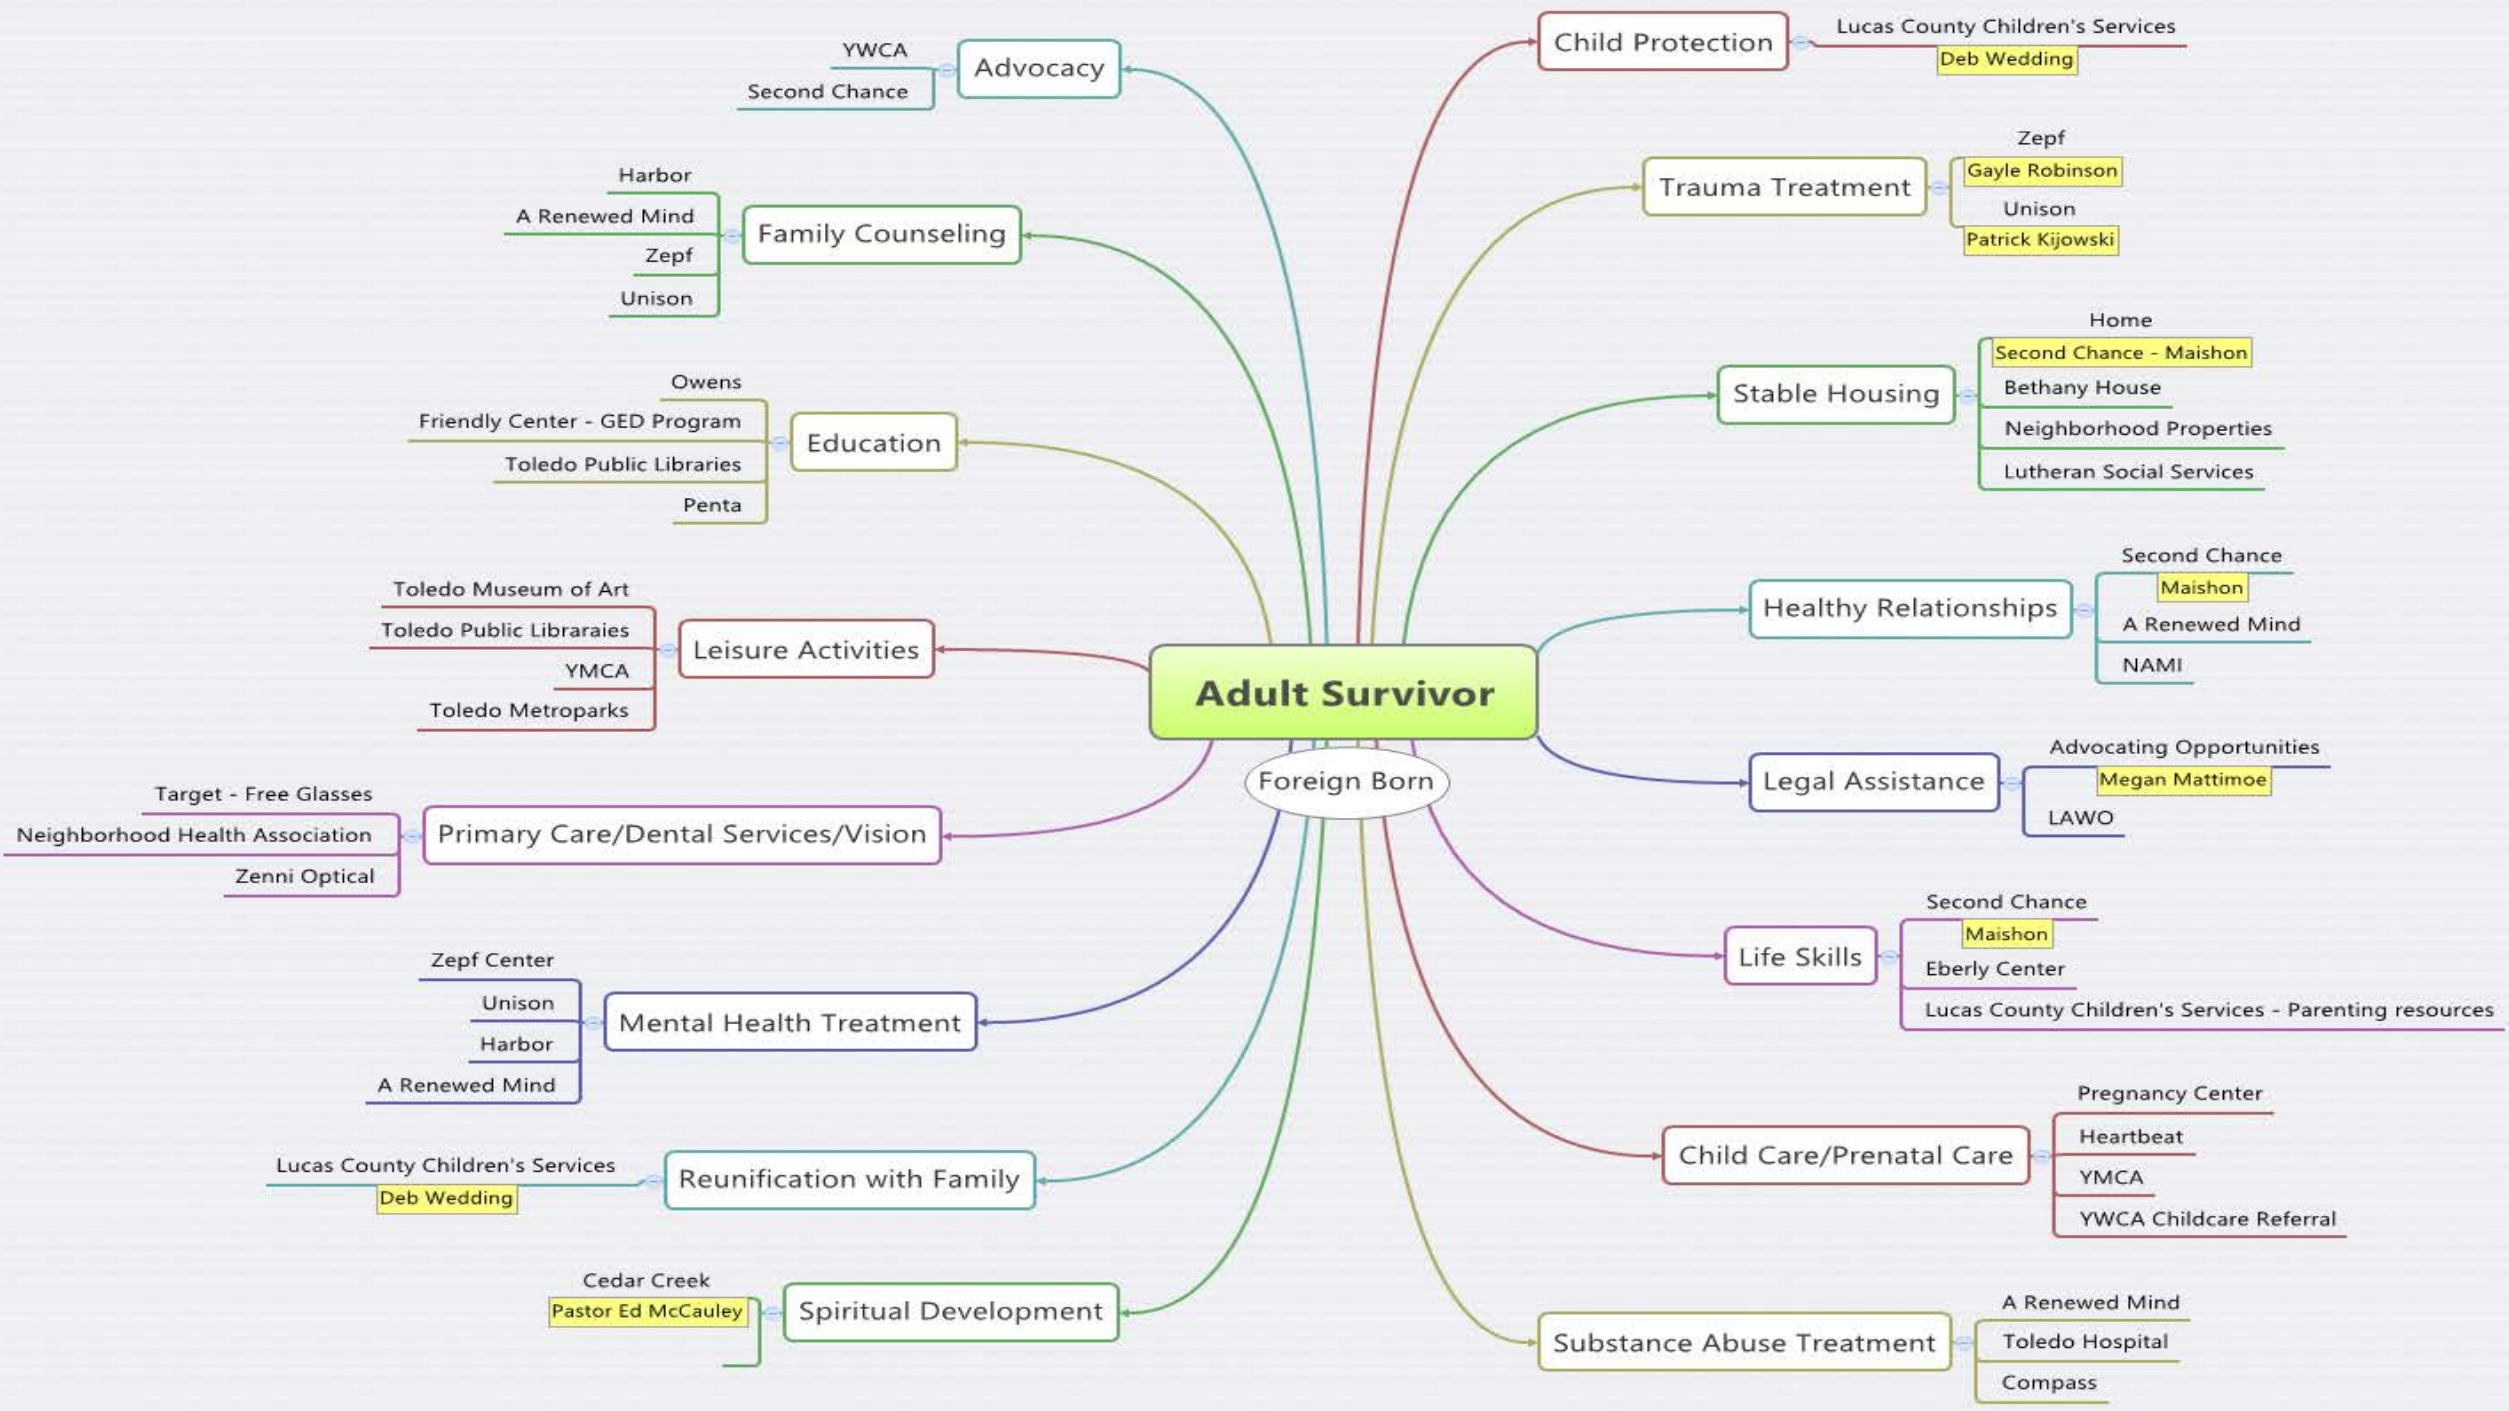 Adult Survivor
Foreign Born
Child Protection
Lucas County Children's Services
Deb Wedding
Trauma Treatment
Zepf
Gayle Robinson
Unison
Patrick Kijowski
Stable Housing
Home
Second Chance - Maishon
Bethany House
Neighborhood Properties
Lutheran Social Services
Healthy Relationships
Second Chance
Maishon
A Renewed Mind
NAMI
Legal Assistance
Advocating Opportunities
Megan Mattimoe
LAWO
Life Skills
Second Chance
Maishon
Eberly Center
Lucas County Children's Services - Parenting resources
Child Care/Prenatal Care
Pregnancy Center
Heartbeat
YMCA
YWCA Childcare Referral
Substance Abuse Treatment
A Renewed Mind
Toledo Hospital
Compass
Advocacy
YWCA
Second Chance
Family Counseling
Harbor
A Renewed Mind
Zepf
Unison
Education
Owens
Friendly Center - GED Program
Toledo Public Libraries
Penta
Leisure Activities
Toledo Museum of Art
Toledo Public Libraraies
YMCA
Toledo Metroparks
Primary Care/Dental Services/Vision
Target - Free Glasses
Neighborhood Health Association
Zenni Optical
Mental Health Treatment
Zepf Center
Unison
Harbor
A Renewed Mind
Reunification with Family
Lucas County Children's Services
Deb Wedding
Spiritual Development
Cedar Creek
Pastor Ed McCauley